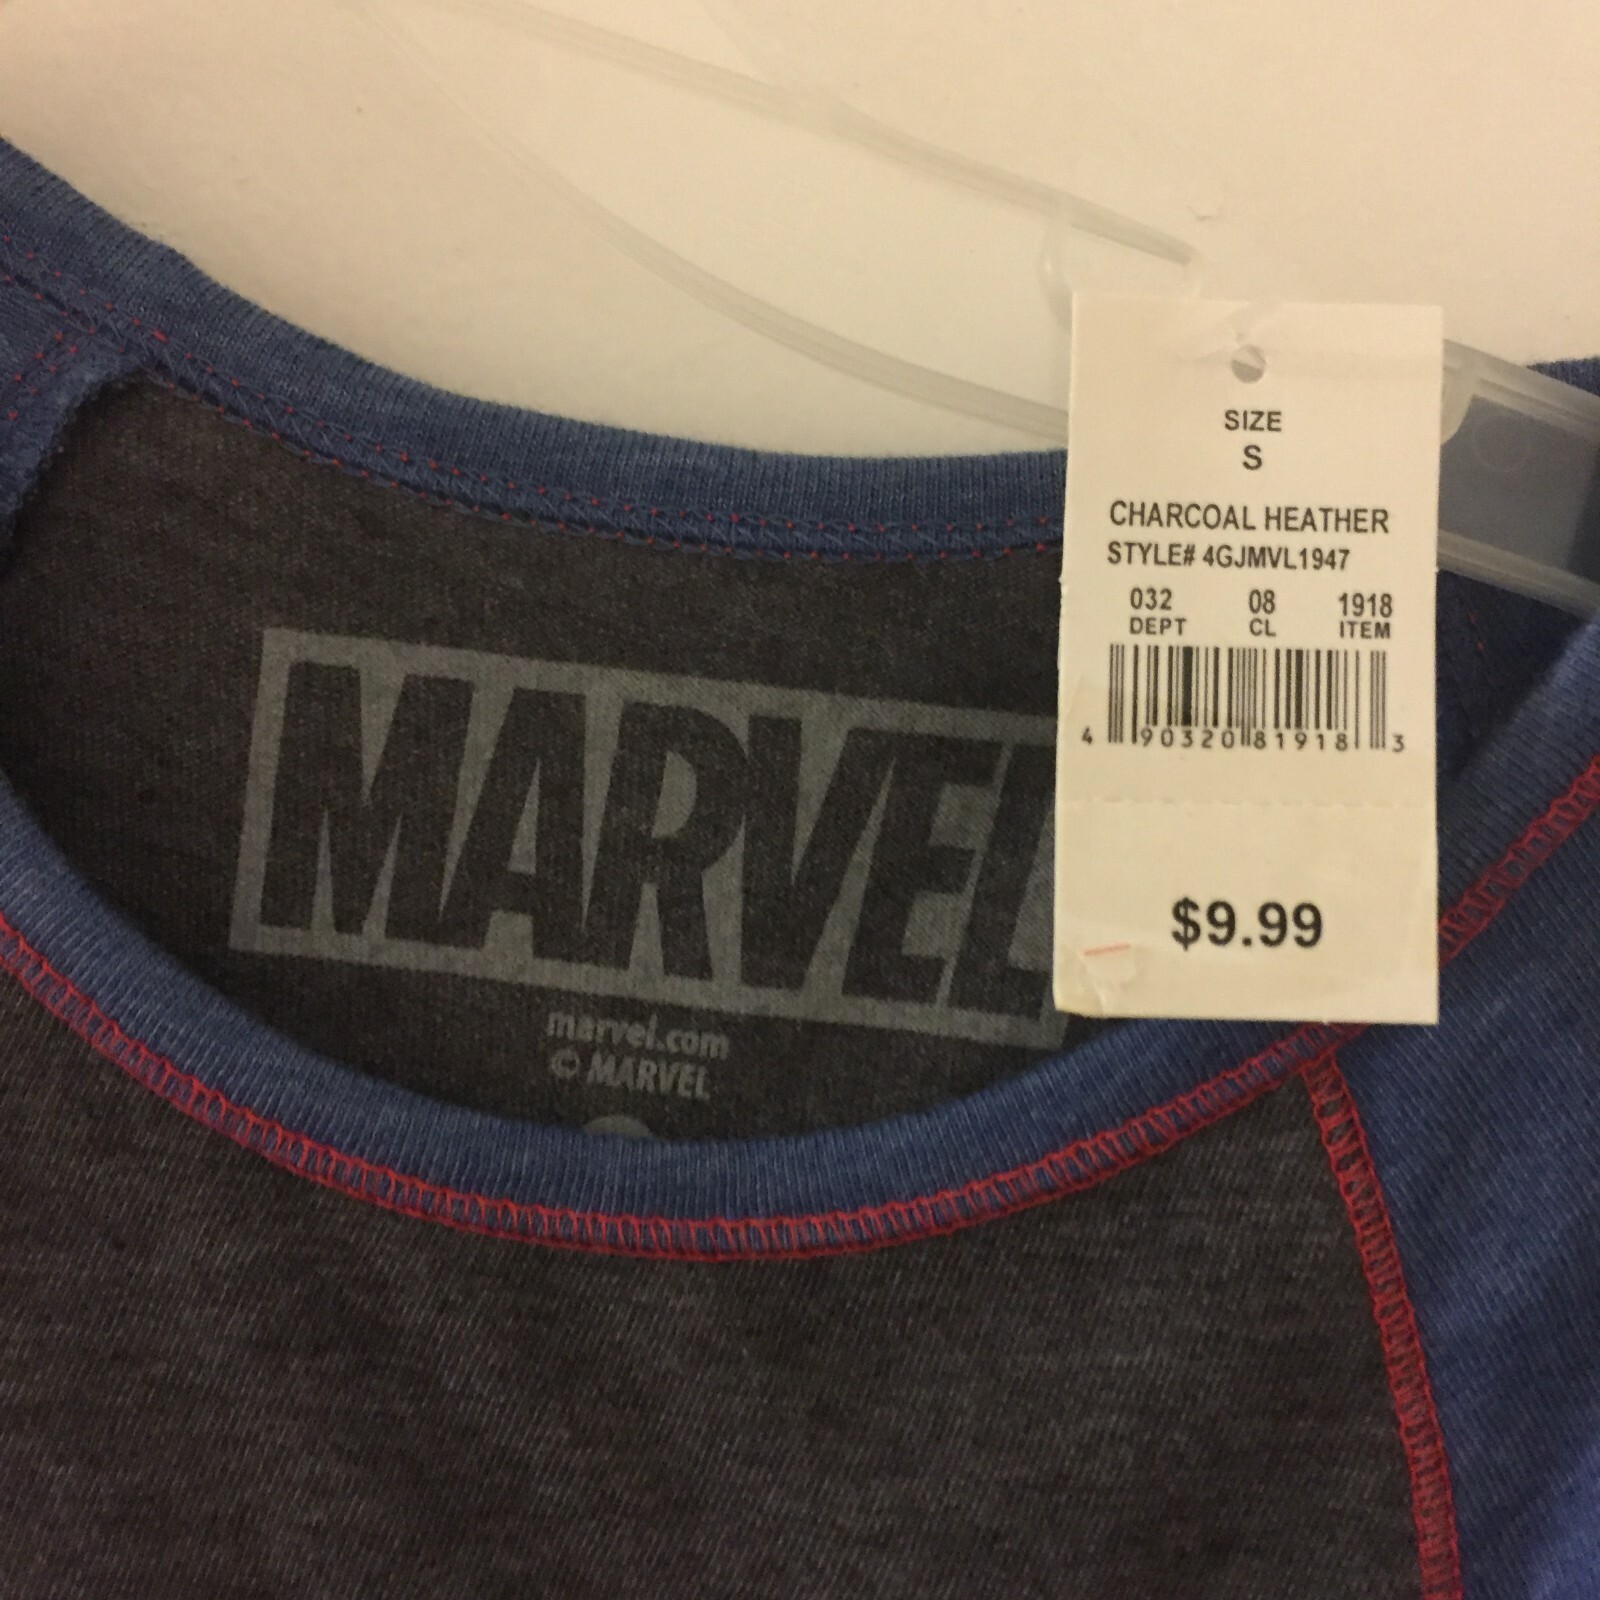 MARVEL
marvel.com
© MARVEL
SIZE
S
CHARCOAL HEATHER
STYLE# 4GJMVL1947
032 08 1918
DEPT CL ITEM
4 90320 81918 3
$9.99